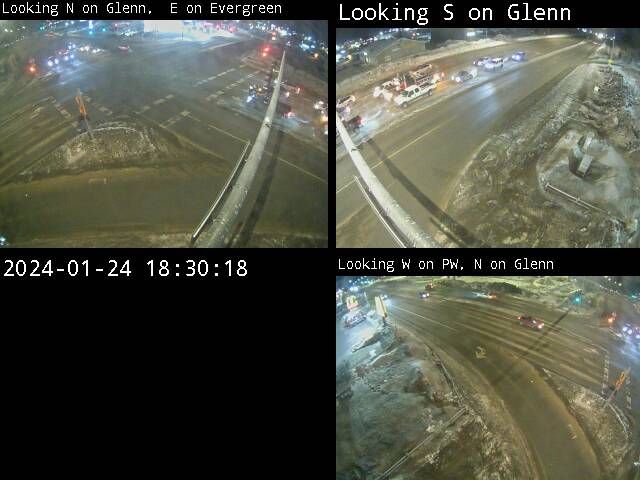 Looking N on Glenn,  E on Evergreen
Looking S on Glenn
2024-01-24 18:30:18
Looking W on PW, N on Glenn